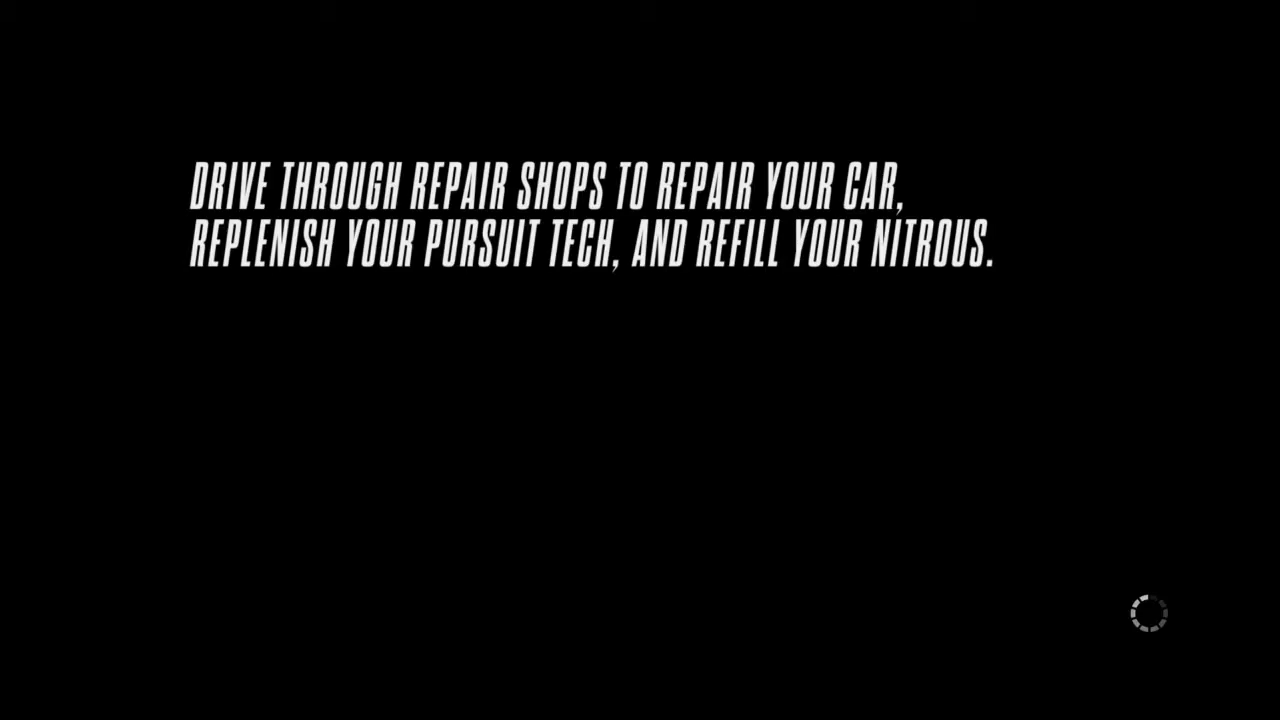 DRIVE THROUGH REPAIR SHOPS TO REPAIR YOUR CAR,
REPLENISH YOUR PURSUIT TECH, AND REFILL YOUR NITROUS.